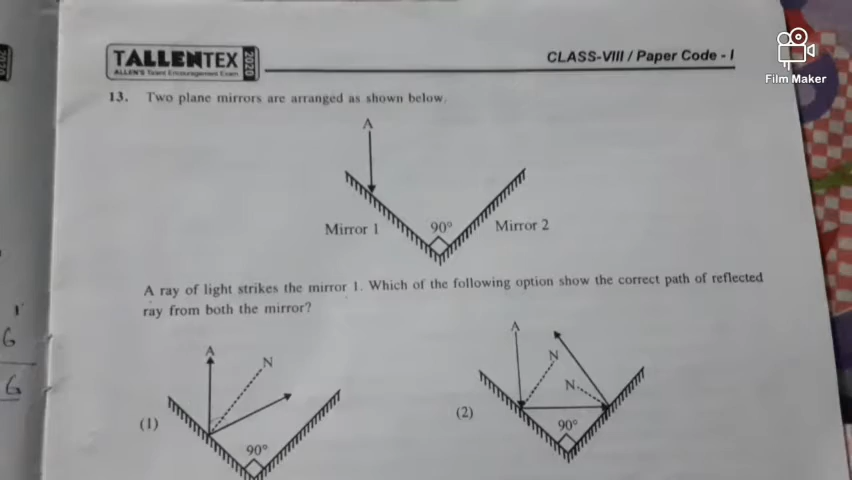 TALLENTEX 2020
ALLEN'S Talent Encouragement Exam
CLASS-VIII / Paper Code - I
Film Maker
13. Two plane mirrors are arranged as shown below.
A
Mirror 1 90° Mirror 2
A ray of light strikes the mirror 1. Which of the following option show the correct path of reflected
ray from both the mirror?
A N
(1)
90°
A N
N
(2)
90°
6
6